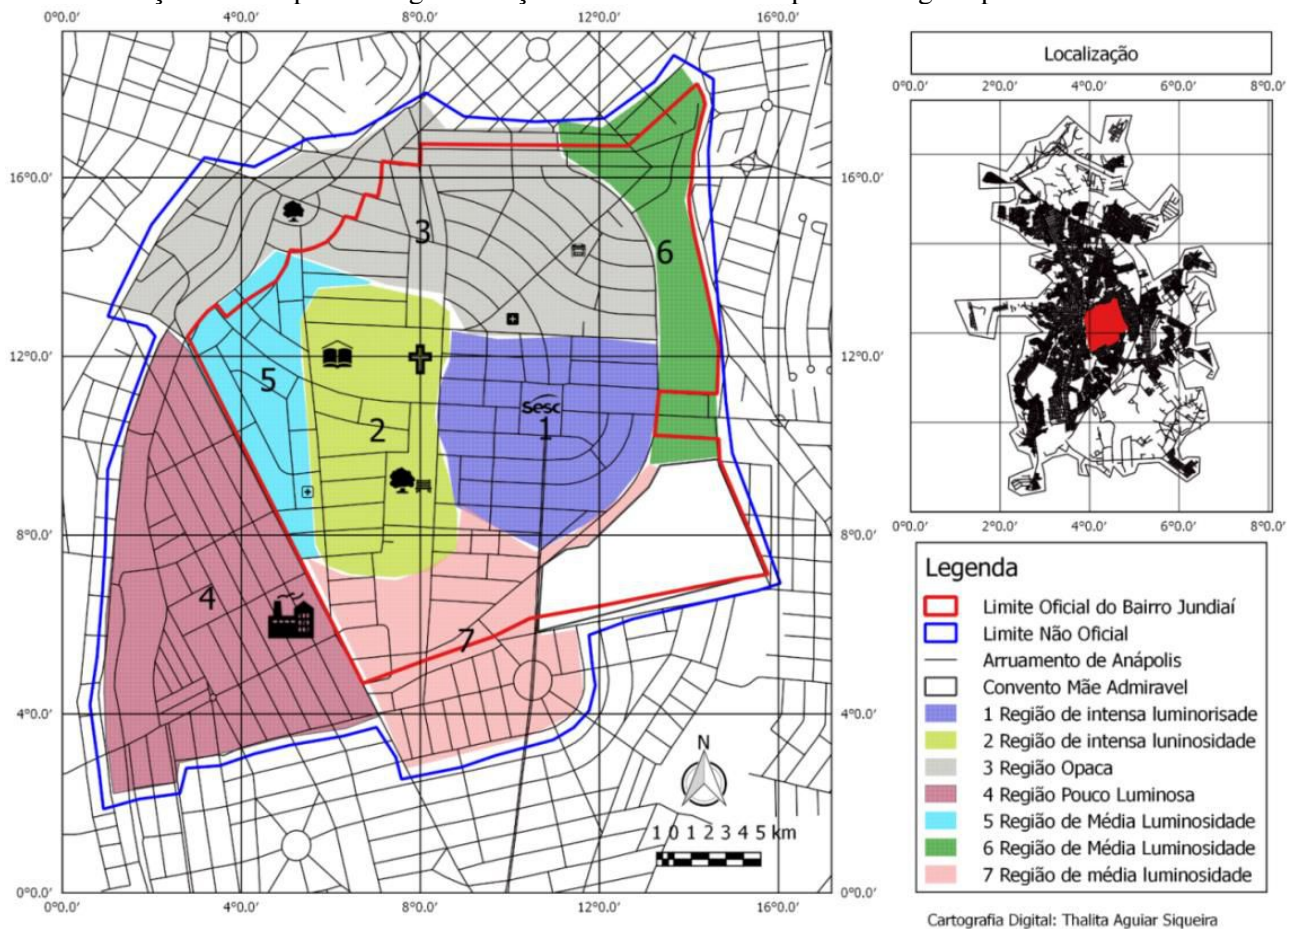 0°0.0′ 4°0.0′ 8°0.0′ 12°0.0′ 16°0.0′
16°0.0′ 16°0.0′
12°0.0′ 12°0.0′
8°0.0′ 8°0.0′
4°0.0′ 4°0.0′
0°0.0′ 0°0.0′
0°0.0′ 4°0.0′ 8°0.0′ 12°0.0′ 16°0.0′
3
6
5
2
sesc
1
4
7
N
1 0 1 2 3 4 5 km
Localização
0°0.0′ 2°0.0′ 4°0.0′ 6°0.0′ 8°0.0′
0°0.0′ 2°0.0′ 4°0.0′ 6°0.0′ 8°0.0′
Legenda
Limite Oficial do Bairro Jundiaí
Limite Não Oficial
Arruamento de Anápolis
Convento Mãe Admiravel
1 Região de intensa luminorisade
2 Região de intensa luninosidade
3 Região Opaca
4 Região Pouco Luminosa
5 Região de Média Luminosidade
6 Região de Média Luminosidade
7 Região de média luminosidade
Cartografia Digital: Thalita Aguiar Siqueira